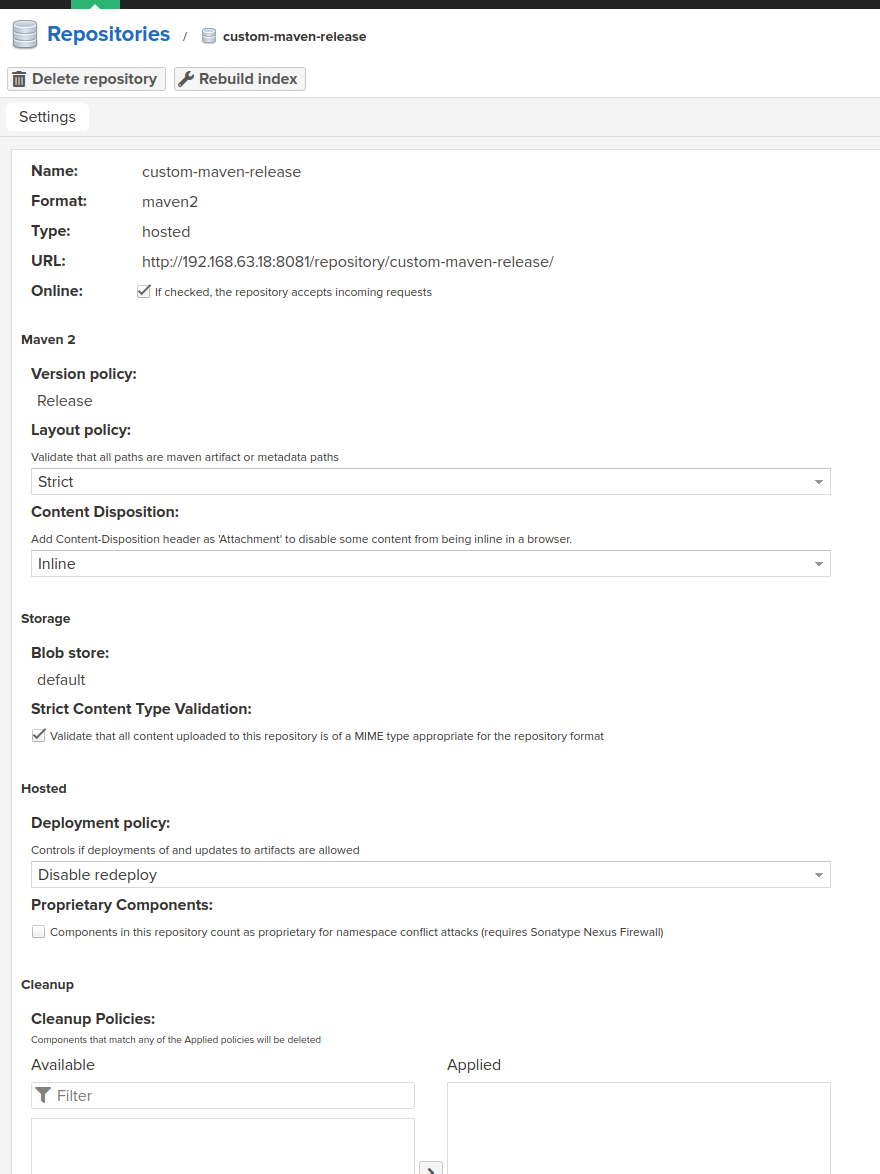 Repositories / custom-maven-release
Delete repository Rebuild index
Settings
Name: custom-maven-release
Format: maven2
Type: hosted
URL: http://192.168.63.18:8081/repository/custom-maven-release/
Online: If checked, the repository accepts incoming requests
Maven 2
Version policy:
Release
Layout policy:
Validate that all paths are maven artifact or metadata paths
Strict
Content Disposition:
Add Content-Disposition header as 'Attachment' to disable some content from being inline in a browser.
Inline
Storage
Blob store:
default
Strict Content Type Validation:
Validate that all content uploaded to this repository is of a MIME type appropriate for the repository format
Hosted
Deployment policy:
Controls if deployments of and updates to artifacts are allowed
Disable redeploy
Proprietary Components:
Components in this repository count as proprietary for namespace conflict attacks (requires Sonatype Nexus Firewall)
Cleanup
Cleanup Policies:
Components that match any of the Applied policies will be deleted
Available Applied
Filter